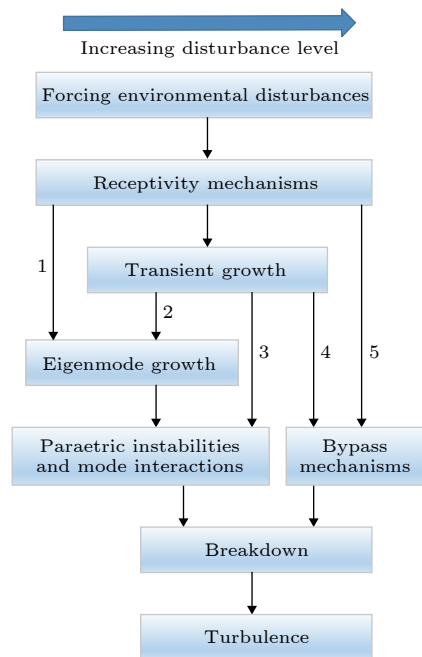 Increasing disturbance level
Forcing environmental disturbances
Receptivity mechanisms
1
Transient growth
2
3
4
5
Eigenmode growth
Paraetric instabilities
and mode interactions
Bypass
mechanisms
Breakdown
Turbulence